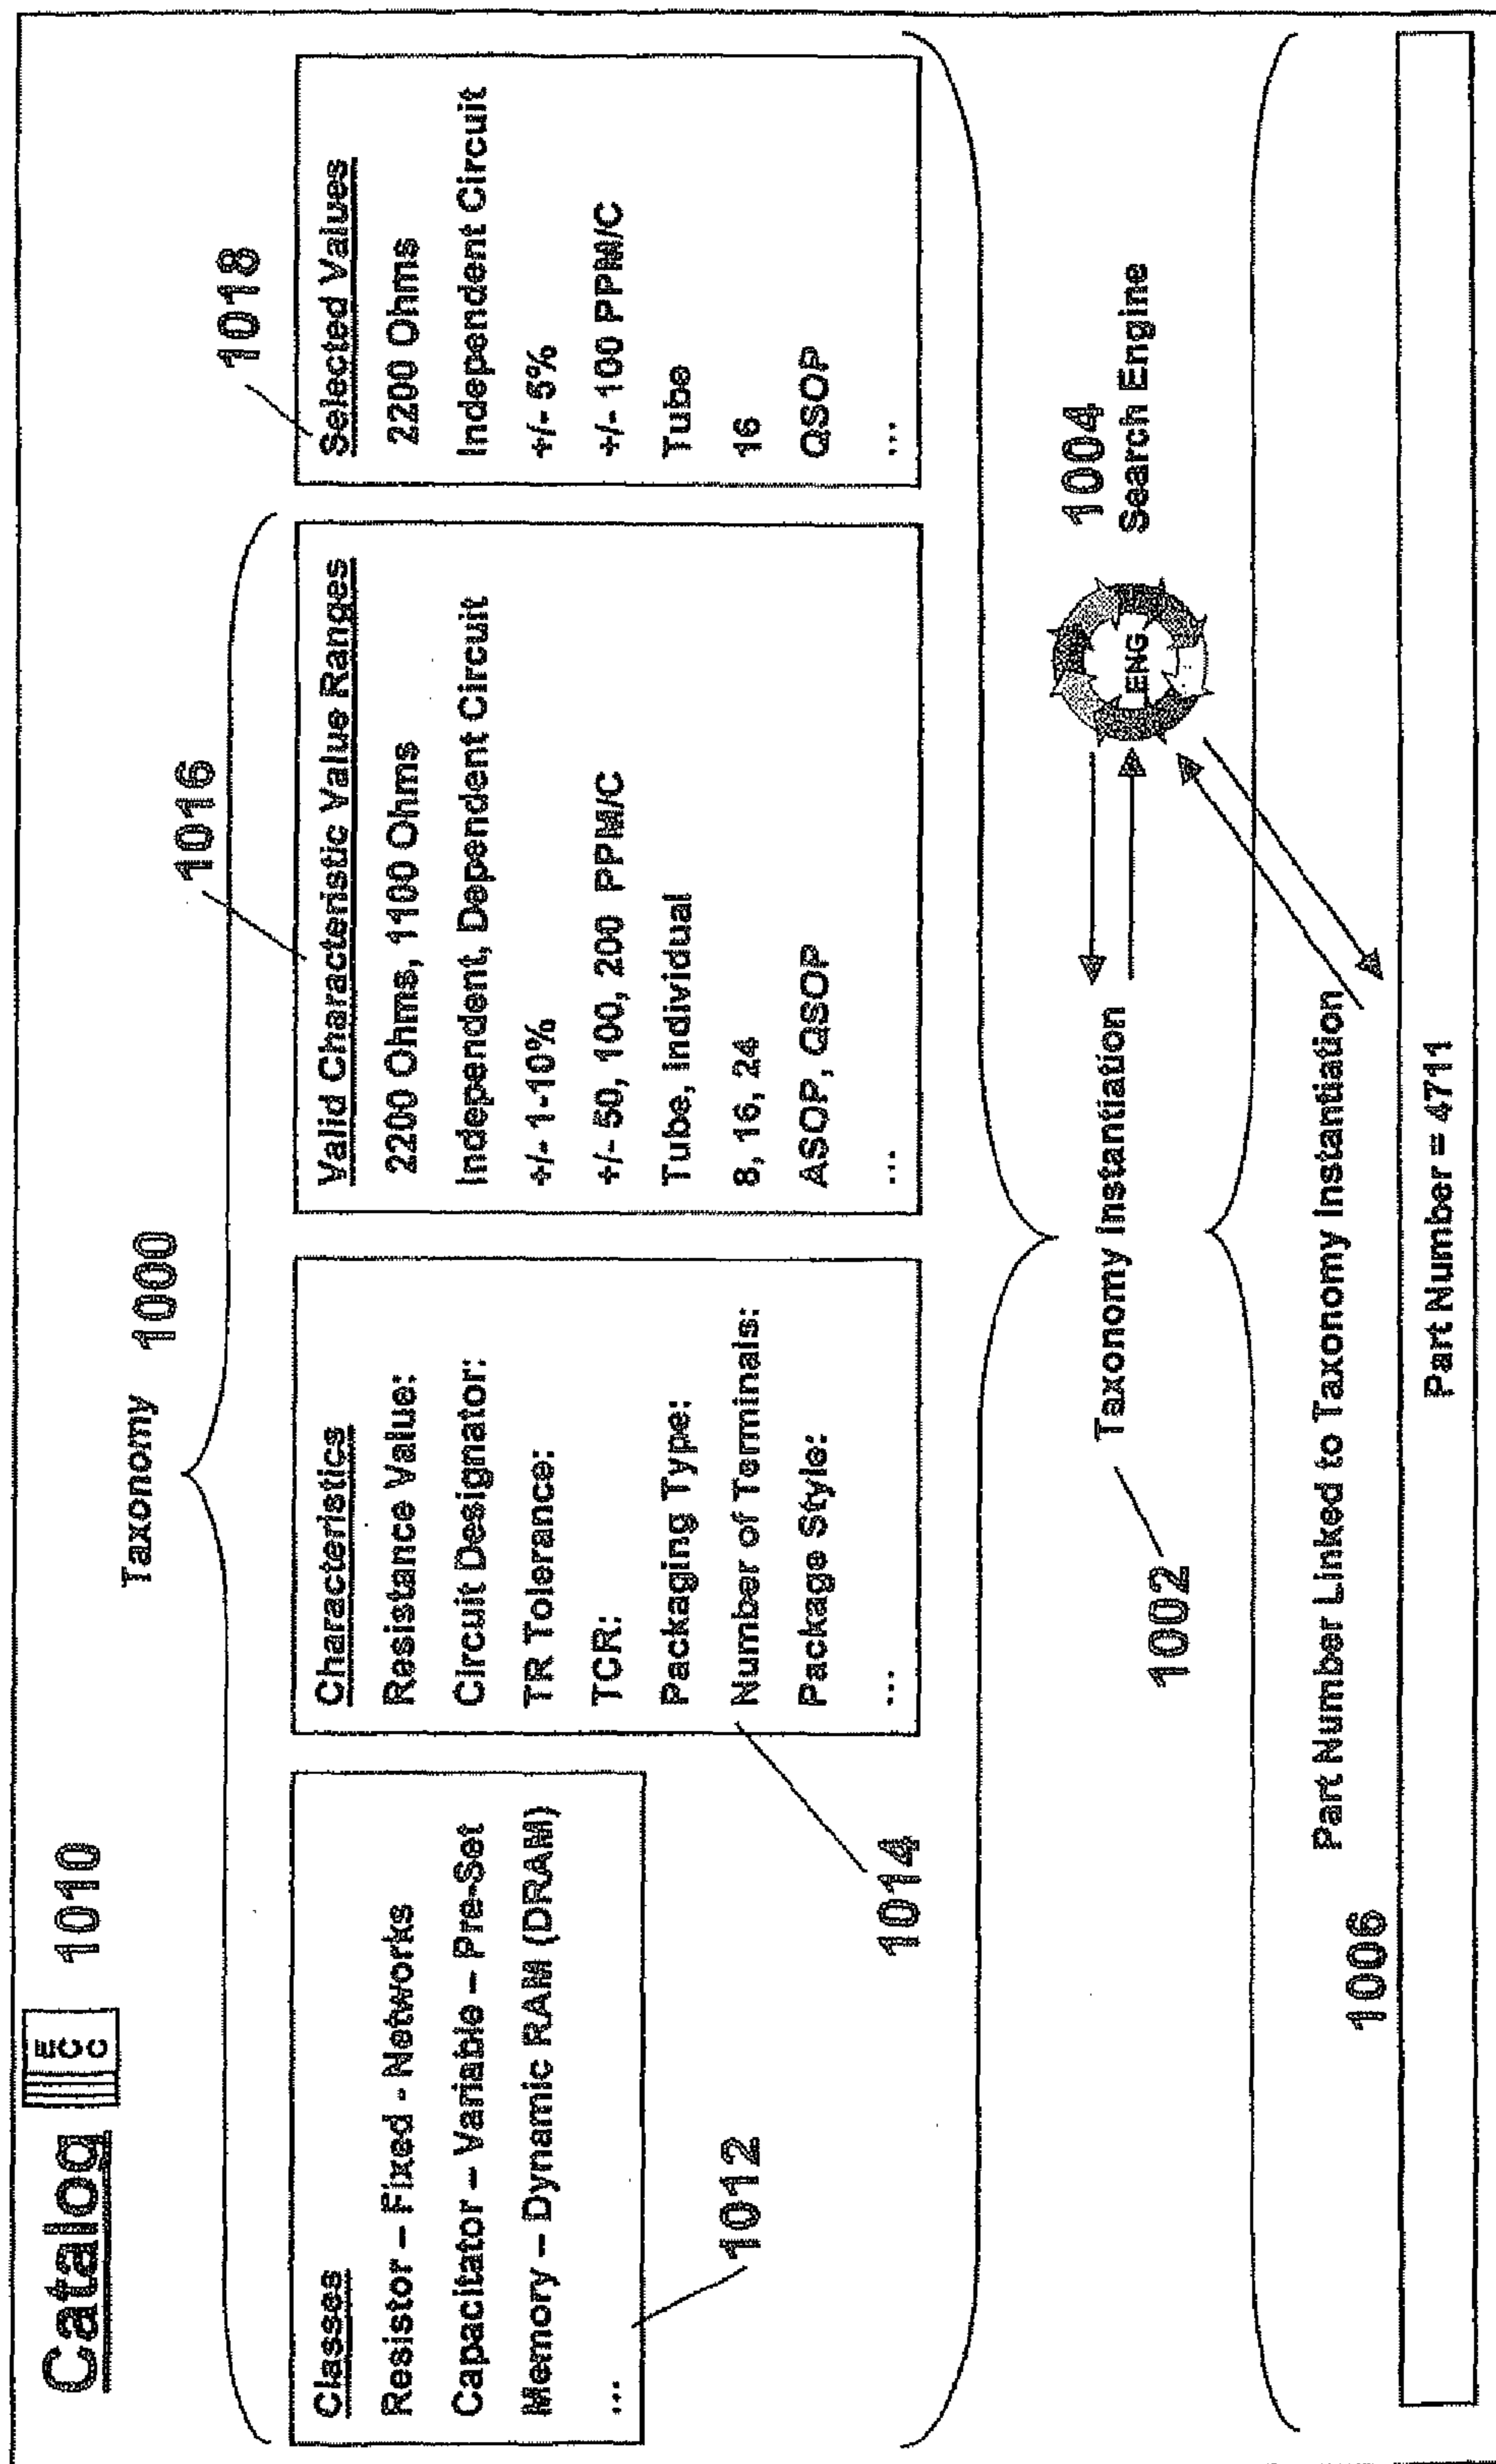 Catalog
ECC
1010
Taxonomy 1000
Classes
Resistor – Fixed - Networks
Capacitator – Variable – Pre-Set
Memory – Dynamic RAM (DRAM)
...
1012
Characteristics
Resistance Value:
Circuit Designator:
TR Tolerance:
TCR:
Packaging Type:
Number of Terminals:
Package Style:
...
1014
1016
Valid Characteristic Value Ranges
2200 Ohms, 1100 Ohms
Independent, Dependent Circuit
+/- 1-10%
+/- 50, 100, 200 PPM/C
Tube, Individual
8, 16, 24
ASOP, QSOP
...
1018
Selected Values
2200 Ohms
Independent Circuit
+/- 5%
+/- 100 PPM/C
Tube
16
QSOP
...
1002
Taxonomy Instantiation
ENG
1004
Search Engine
1006
Part Number Linked to Taxonomy Instantiation
Part Number = 4711